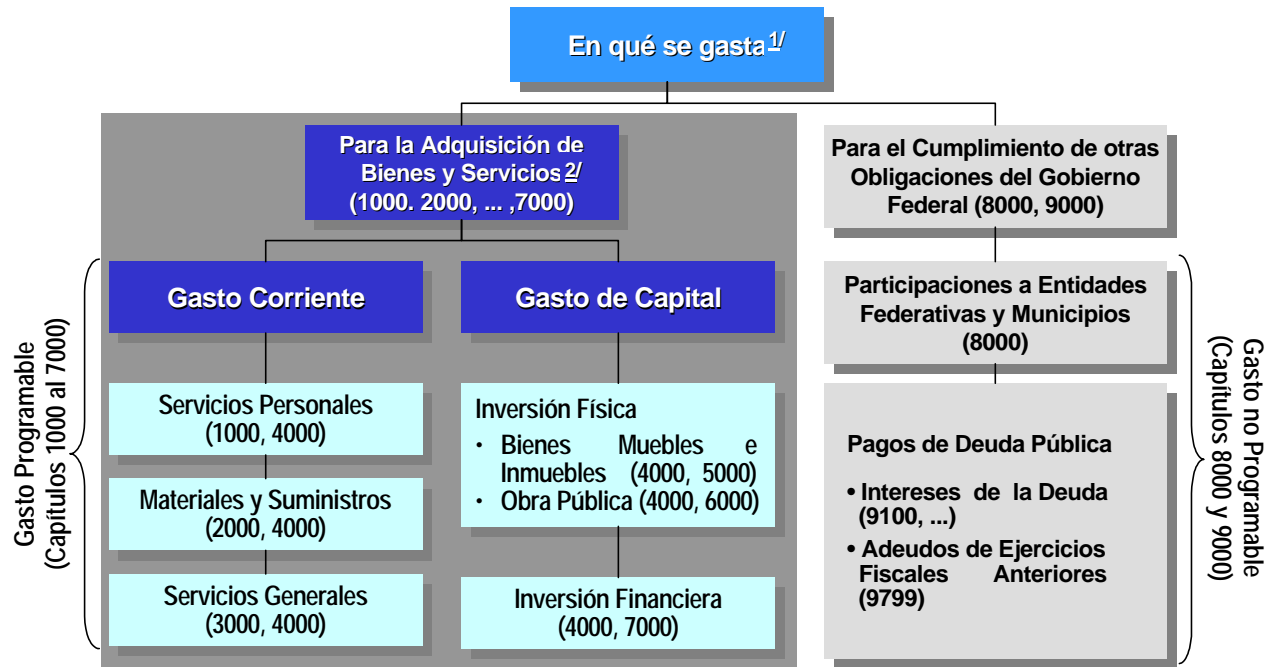 En qué se gasta 1/
Para la Adquisición de
Bienes y Servicios 2/
(1000. 2000, ... ,7000)
Para el Cumplimiento de otras
Obligaciones del Gobierno
Federal (8000, 9000)
Gasto Programable
(Capítulos 1000 al 7000)
Gasto Corriente
Gasto de Capital
Participaciones a Entidades
Federativas y Municipios
(8000)
Servicios Personales
(1000, 4000)
Materiales y Suministros
(2000, 4000)
Servicios Generales
(3000, 4000)
Inversión Física
· Bienes Muebles e
Inmuebles (4000, 5000)
· Obra Pública (4000, 6000)
Inversión Financiera
(4000, 7000)
Pagos de Deuda Pública
• Intereses de la Deuda
(9100, ...)
• Adeudos de Ejercicios
Fiscales Anteriores
(9799)
Gasto no Programable
(Capítulos 8000 y 9000)